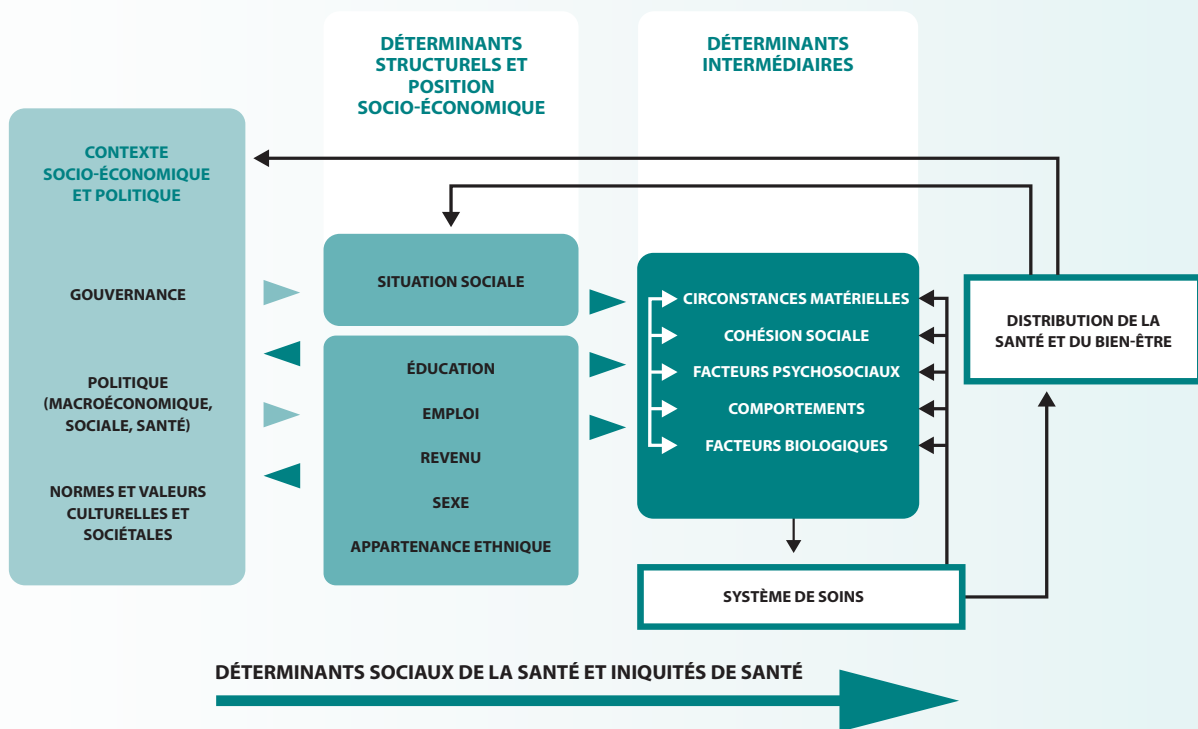 DÉTERMINANTS
STRUCTURELS ET
POSITION
SOCIO-ÉCONOMIQUE
DÉTERMINANTS
INTERMÉDIAIRES
CONTEXTE
SOCIO-ÉCONOMIQUE
ET POLITIQUE
GOUVERNANCE
POLITIQUE
(MACROÉCONOMIQUE,
SOCIALE, SANTÉ)
NORMES ET VALEURS
CULTURELLES ET
SOCIÉTALES
SITUATION SOCIALE
ÉDUCATION
EMPLOI
REVENU
SEXE
APPARTENANCE ETHNIQUE
CIRCONSTANCES MATÉRIELLES
COHÉSION SOCIALE
FACTEURS PSYCHOSOCIAUX
COMPORTEMENTS
FACTEURS BIOLOGIQUES
SYSTÈME DE SOINS
DISTRIBUTION DE LA
SANTÉ ET DU BIEN-ÊTRE
DÉTERMINANTS SOCIAUX DE LA SANTÉ ET INIQUITÉS DE SANTÉ